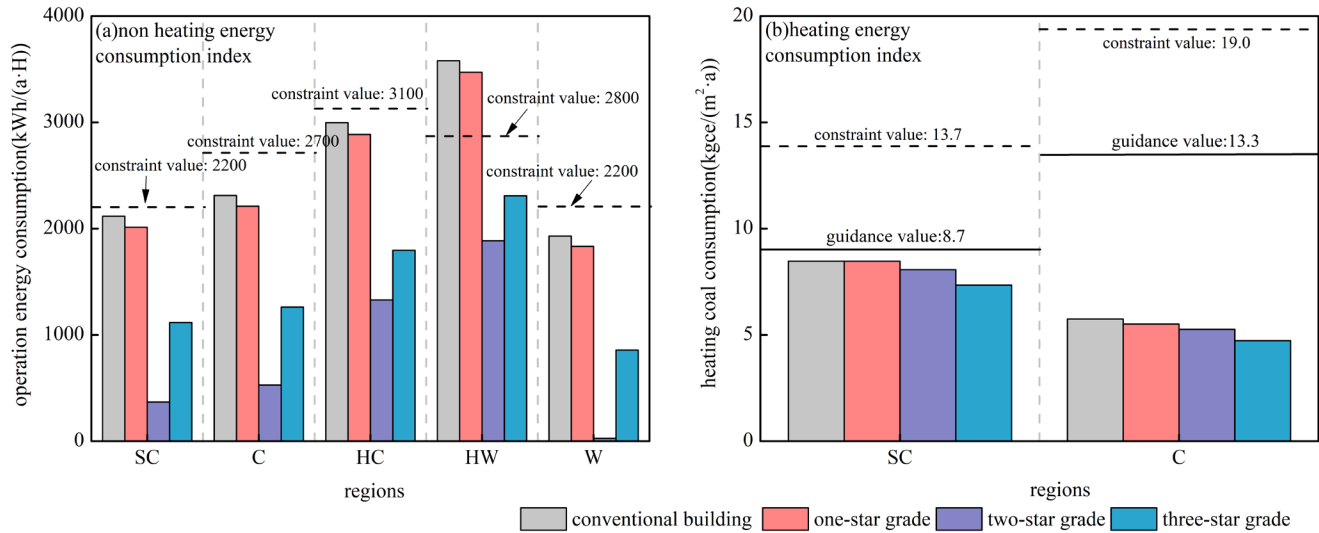 (a)non heating energy
consumption index
operation energy consumption(kWh/(a·H))
4000
3000
2000
1000
0
constraint value: 2200
constraint value: 2700
constraint value: 3100
constraint value: 2800
constraint value: 2200
SC
C
HC
HW
W
regions
(b)heating energy
consumption index
heating coal consumption(kgce/(m²·a))
20
15
10
5
0
constraint value: 13.7
guidance value:8.7
constraint value: 19.0
guidance value:13.3
SC
C
regions
conventional building
one-star grade
two-star grade
three-star grade